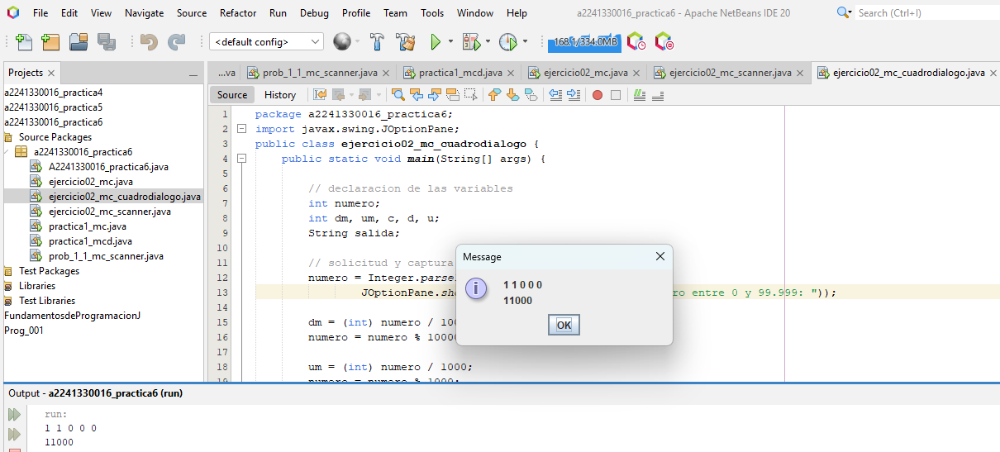 File Edit View Navigate Source Refactor Run Debug Profile Team Tools Window Help a2241330016_practica6 - Apache NetBeans IDE 20 Search (Ctrl+I)
<default config> 168.1/334.0MB
Projects ...va prob_1_1_mc_scanner.java practica1_mcd.java ejercicio02_mc.java ejercicio02_mc_scanner.java ejercicio02_mc_cuadrodialogo.java
a2241330016_practica4
a2241330016_practica5
a2241330016_practica6
Source Packages
a2241330016_practica6
A2241330016_practica6.java
ejercicio02_mc.java
ejercicio02_mc_cuadrodialogo.java
ejercicio02_mc_scanner.java
practica1_mc.java
practica1_mcd.java
prob_1_1_mc_scanner.java
Test Packages
Libraries
Test Libraries
FundamentosdeProgramacionJ
Prog_001
Source History
1 package a2241330016_practica6;
2 import javax.swing.JOptionPane;
3 public class ejercicio02_mc_cuadrodialogo {
4 public static void main(String[] args) {
5
6 // declaracion de las variables
7 int numero;
8 int dm, um, c, d, u;
9 String salida;
10
11 // solicitud y captura
12 numero = Integer.parse
13 JOptionPane.sho ro entre 0 y 99.999: "));
14
15 dm = (int) numero / 100
16 numero = numero % 10000
17
18 um = (int) numero / 1000;
19 numero = numero % 1000;
Message
1 1 0 0 0
11000
OK
Output - a2241330016_practica6 (run)
run:
1 1 0 0 0
11000